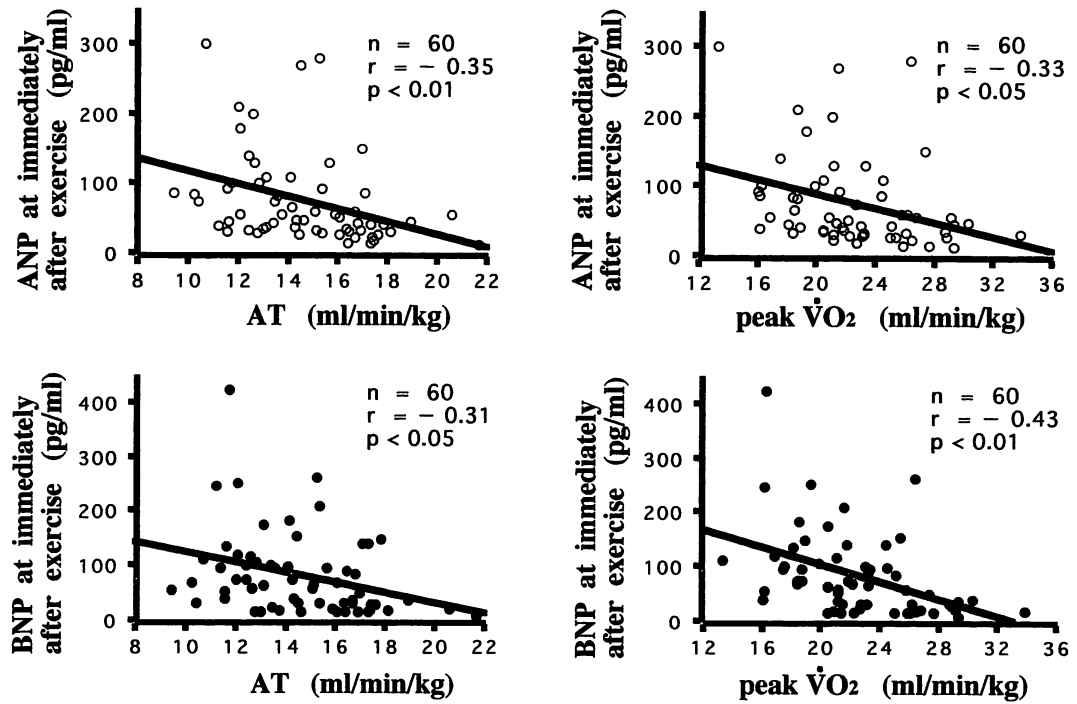 ANP at immediately
after exercise (pg/ml)
300
200
100
0
n = 60
r = − 0.35
p < 0.01
8 10 12 14 16 18 20 22
AT (ml/min/kg)
ANP at immediately
after exercise (pg/ml)
300
200
100
0
n = 60
r = − 0.33
p < 0.05
12 16 20 24 28 32 36
peak V̇O₂ (ml/min/kg)
BNP at immediately
after exercise (pg/ml)
400
300
200
100
0
n = 60
r = − 0.31
p < 0.05
8 10 12 14 16 18 20 22
AT (ml/min/kg)
BNP at immediately
after exercise (pg/ml)
400
300
200
100
0
n = 60
r = − 0.43
p < 0.01
12 16 20 24 28 32 36
peak V̇O₂ (ml/min/kg)